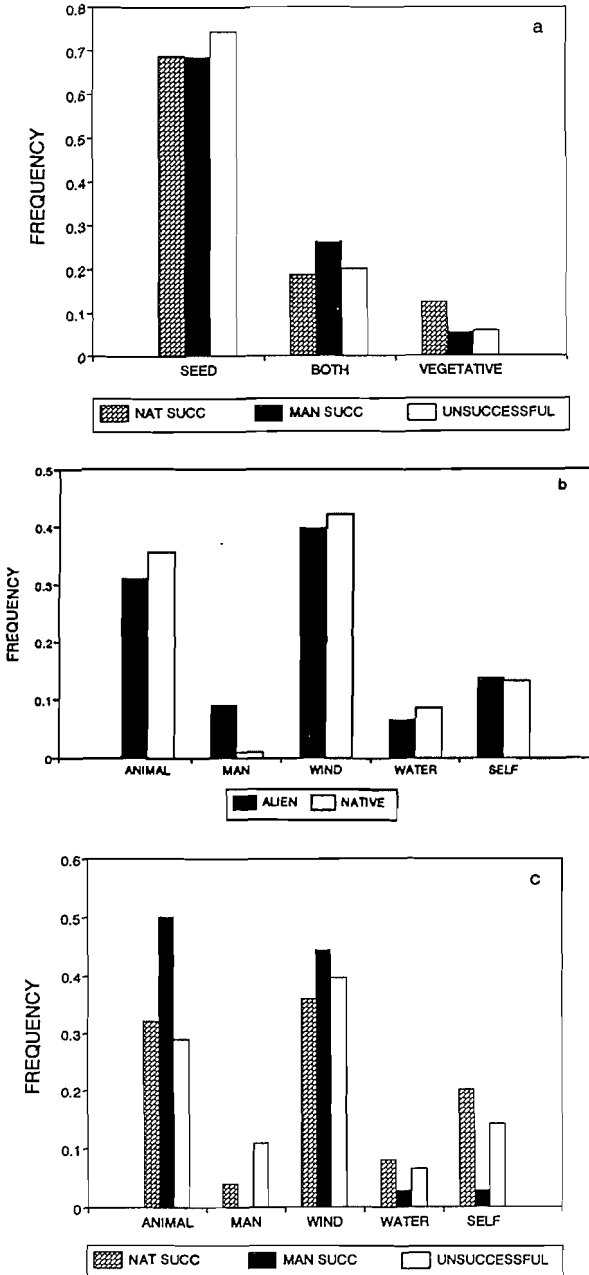 a
0.8
0.7
0.6
0.5
0.4
0.3
0.2
0.1
0
FREQUENCY
SEED BOTH VEGETATIVE
NAT SUCC MAN SUCC UNSUCCESSFUL
b
0.5
0.4
0.3
0.2
0.1
0
FREQUENCY
ANIMAL MAN WIND WATER SELF
ALIEN NATIVE
c
0.6
0.5
0.4
0.3
0.2
0.1
0
FREQUENCY
ANIMAL MAN WIND WATER SELF
NAT SUCC MAN SUCC UNSUCCESSFUL